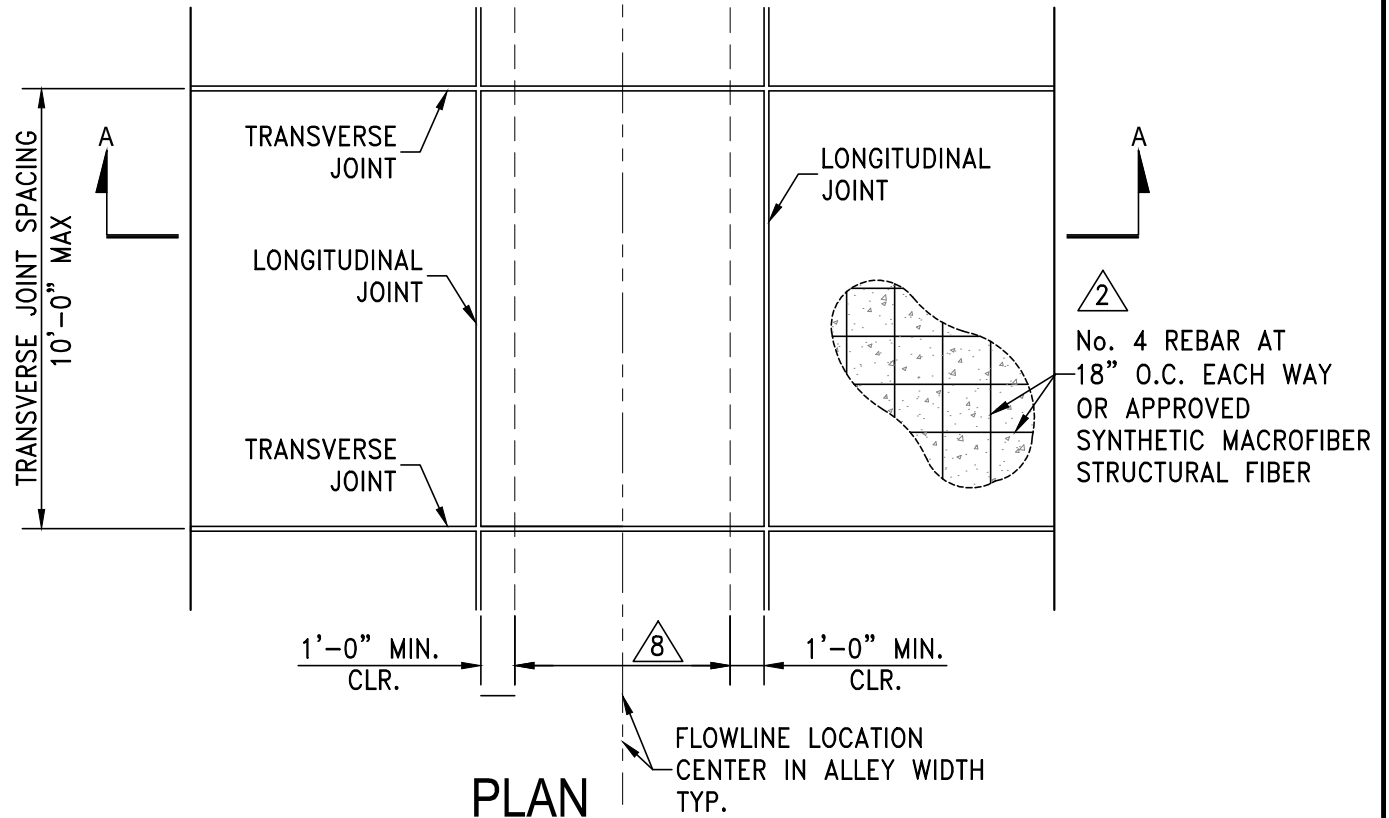 TRANSVERSE
JOINT
A
A
LONGITUDINAL
JOINT
TRANSVERSE JOINT SPACING
10'-0" MAX
LONGITUDINAL
JOINT
2
No. 4 REBAR AT
18" O.C. EACH WAY
OR APPROVED
SYNTHETIC MACROFIBER
STRUCTURAL FIBER
TRANSVERSE
JOINT
1'-0" MIN.
CLR.
8
1'-0" MIN.
CLR.
FLOWLINE LOCATION
CENTER IN ALLEY WIDTH
TYP.
PLAN